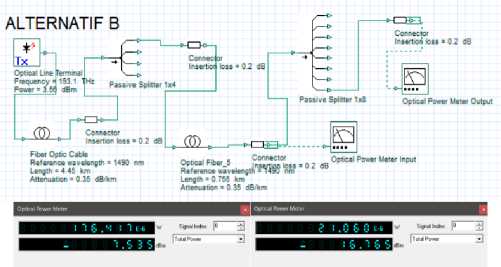 ALTERNATIF B
Tx
Optical Line Terminal
Frequency = 193.1 THz
Power = 3.66 dBm
Connector
Insertion loss = 0.2 dB
Fiber Optic Cable
Reference wavelength = 1490 nm
Length = 4.45 km
Attenuation = 0.35 dB/km
Passive Splitter 1x4
Connector
Insertion loss = 0.2 dB
Optical Fiber_5
Reference wavelength = 1490 nm
Length = 0.755 km
Attenuation = 0.35 dB/km
Connector
Insertion loss = 0.2 dB
Optical Power Meter Input
Passive Splitter 1x8
Connector
Insertion loss = 0.2 dB
Optical Power Meter Output
Optical Power Meter
176.417
W
Signal Index: 0
- 7.535
dBm
Total Power
Optical Power Meter
21.060
W
Signal Index: 0
- 16.765
dBm
Total Power